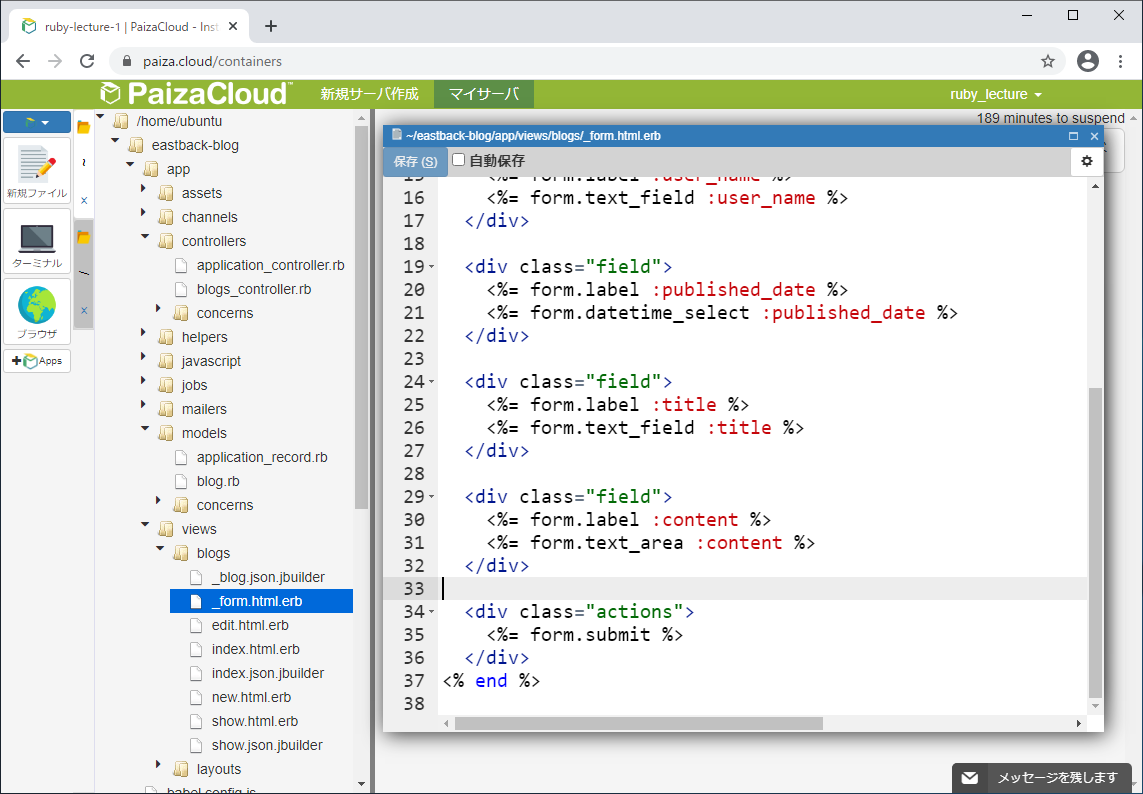 ruby-lecture-1 | PaizaCloud - Inst
paiza.cloud/containers
PaizaCloud 新規サーバ作成 マイサーバ ruby_lecture
189 minutes to suspend
新規ファイル
ターミナル
ブラウザ
Apps
/home/ubuntu
eastback-blog
app
assets
channels
controllers
application_controller.rb
blogs_controller.rb
concerns
helpers
javascript
jobs
mailers
models
application_record.rb
blog.rb
concerns
views
blogs
_blog.json.jbuilder
_form.html.erb
edit.html.erb
index.html.erb
index.json.jbuilder
new.html.erb
show.html.erb
show.json.jbuilder
layouts
babel.config.js
~/eastback-blog/app/views/blogs/_form.html.erb
保存 (S) 自動保存
15 <%= form.label :user_name %>
16 <%= form.text_field :user_name %>
17 </div>
18
19 <div class="field">
20 <%= form.label :published_date %>
21 <%= form.datetime_select :published_date %>
22 </div>
23
24 <div class="field">
25 <%= form.label :title %>
26 <%= form.text_field :title %>
27 </div>
28
29 <div class="field">
30 <%= form.label :content %>
31 <%= form.text_area :content %>
32 </div>
33
34 <div class="actions">
35 <%= form.submit %>
36 </div>
37 <% end %>
38
メッセージを残します